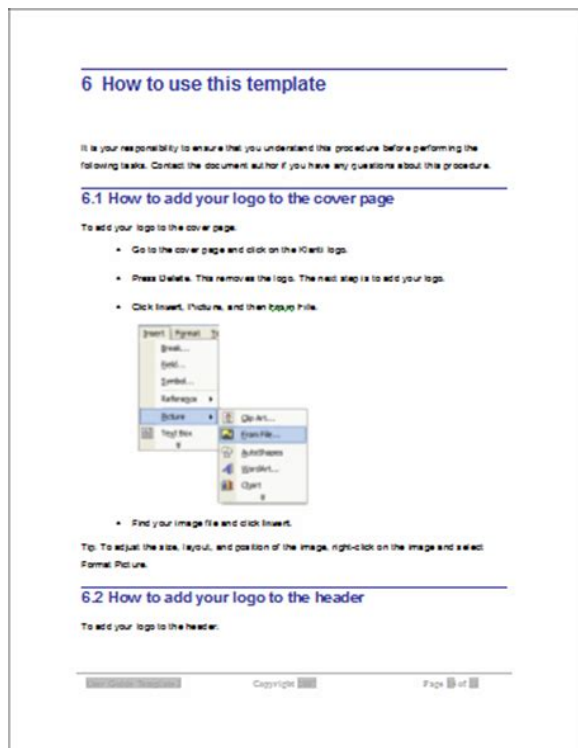 6 How to use this template
It is your responsibility to ensure that you understand this procedure before performing the
following tasks. Contact the document author if you have any questions about this procedure.
6.1 How to add your logo to the cover page
To add your logo to the cover page.
• Go to the cover page and click on the Klariti logo.
• Press Delete. This removes the logo. The next step is to add your logo.
• Click Insert, Picture, and then File.
Insert Format
Break...
Field...
Symbol...
Reference
Picture
Text Box
Clip Art...
From File...
AutoShapes
WordArt...
Chart
• Find your image file and click Insert.
Tip: To adjust the size, layout, and position of the image, right-click on the image and select
Format Picture.
6.2 How to add your logo to the header
To add your logo to the header.
User Guide Template
Copyright
Page of